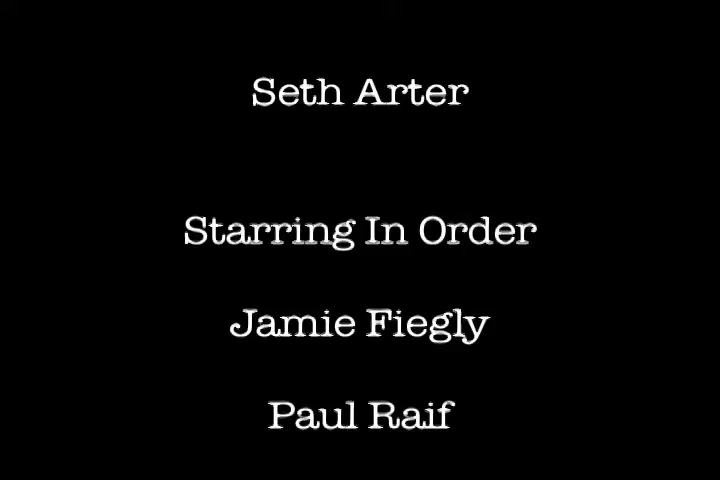 Seth Arter
Starring In Order
Jamie Fiegly
Paul Raif